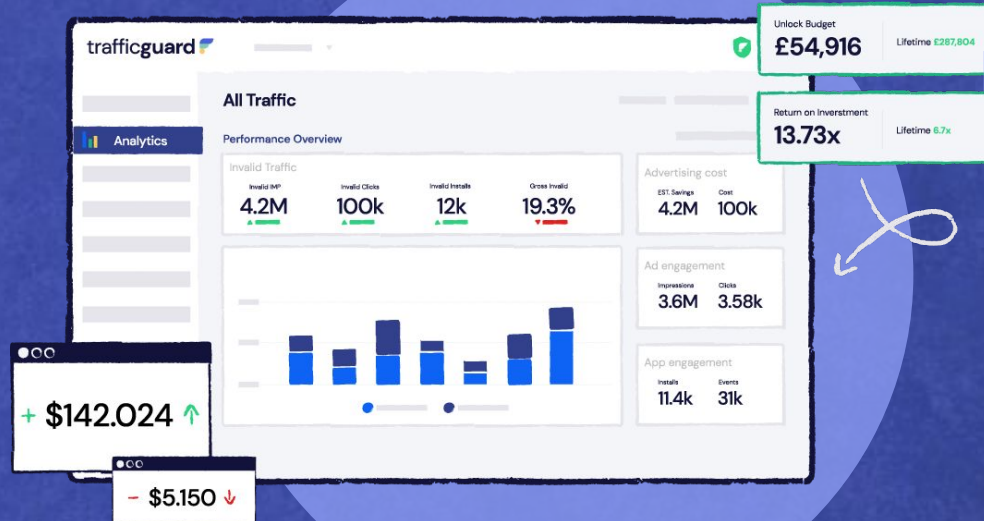 trafficguard
Unlock Budget
£54,916
Lifetime £287,804
Return on Inverstment
13.73x
Lifetime 6.7x
Analytics
All Traffic
Performance Overview
Invalid Traffic
Invalid IMP
4.2M
Invalid Clicks
100k
Invalid Installs
12k
Gross Invalid
19.3%
Advertising cost
EST. Savings
4.2M
Cost
100k
Ad engagement
Impressions
3.6M
Clicks
3.58k
App engagement
Installs
11.4k
Events
31k
+ $142.024 ↑
- $5.150 ↓